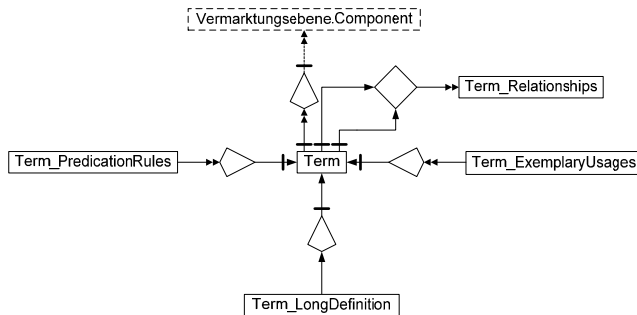 Vermarktungsebene.Component
Term_Relationships
Term_PredicationRules
Term
Term_ExemplaryUsages
Term_LongDefinition